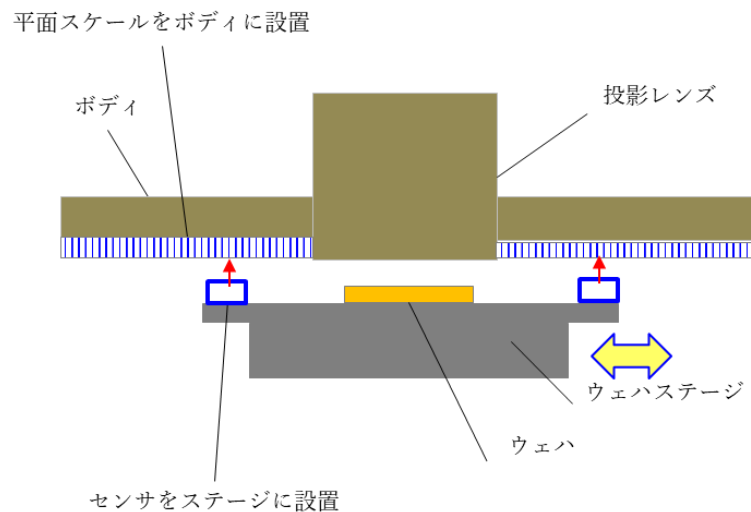 平面スケールをボディに設置
ボディ
投影レンズ
ウェハステージ
ウェハ
センサをステージに設置